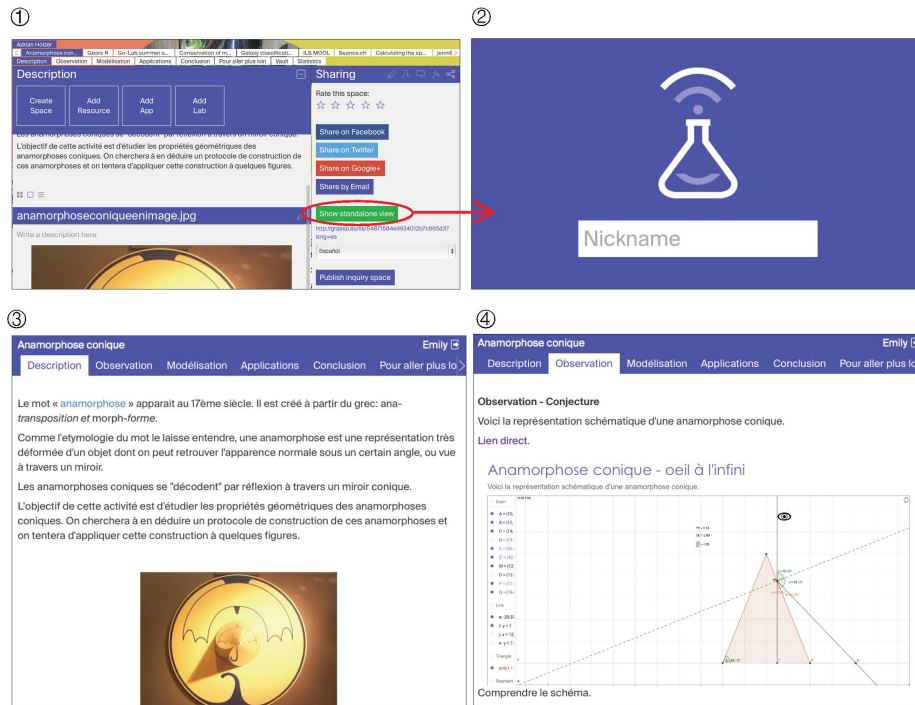 ①
Adrian Holzer
Anamorphose con... Gears R Go-Lab summer s... Conservation of m... Galaxy classificati... ILS MOOL Seance.ch Calculating the sp... jennif
Description Observation Modélisation Applications Conclusion Pour aller plus loin Vault Statistics
Description
Create Space
Add Resource
Add App
Add Lab
Les anamorphoses coniques se "décodent" par réflexion à travers un miroir conique.
L'objectif de cette activité est d'étudier les propriétés géométriques des
anamorphoses coniques. On cherchera à en déduire un protocole de construction de
ces anamorphoses et on tentera d'appliquer cette construction à quelques figures.
anamorphoseconiqueenimage.jpg
Write a description here
Sharing
Rate this space:
Share on Facebook
Share on Twitter
Share on Google+
Share by Email
Show standalone view
lang=es
Español
Publish inquiry space
②
Nickname
③
Anamorphose conique Emily
Description Observation Modélisation Applications Conclusion Pour aller plus lo
Le mot « anamorphose » apparait au 17ème siècle. Il est créé à partir du grec: ana-
transposition et morph-forme.
Comme l'etymologie du mot le laisse entendre, une anamorphose est une représentation très
déformée d'un objet dont on peut retrouver l'apparence normale sous un certain angle, ou vue
à travers un miroir.
Les anamorphoses coniques se "décodent" par réflexion à travers un miroir conique.
L'objectif de cette activité est d'étudier les propriétés géométriques des anamorphoses
coniques. On cherchera à en déduire un protocole de construction de ces anamorphoses et
on tentera d'appliquer cette construction à quelques figures.
④
Anamorphose conique Emily
Description Observation Modélisation Applications Conclusion Pour aller plus lo
Observation - Conjecture
Voici la représentation schématique d'une anamorphose conique.
Lien direct.
Anamorphose conique - oeil à l'infini
Voici la représentation schématique d'une anamorphose conique.
Triangle
Segment
Comprendre le schéma.